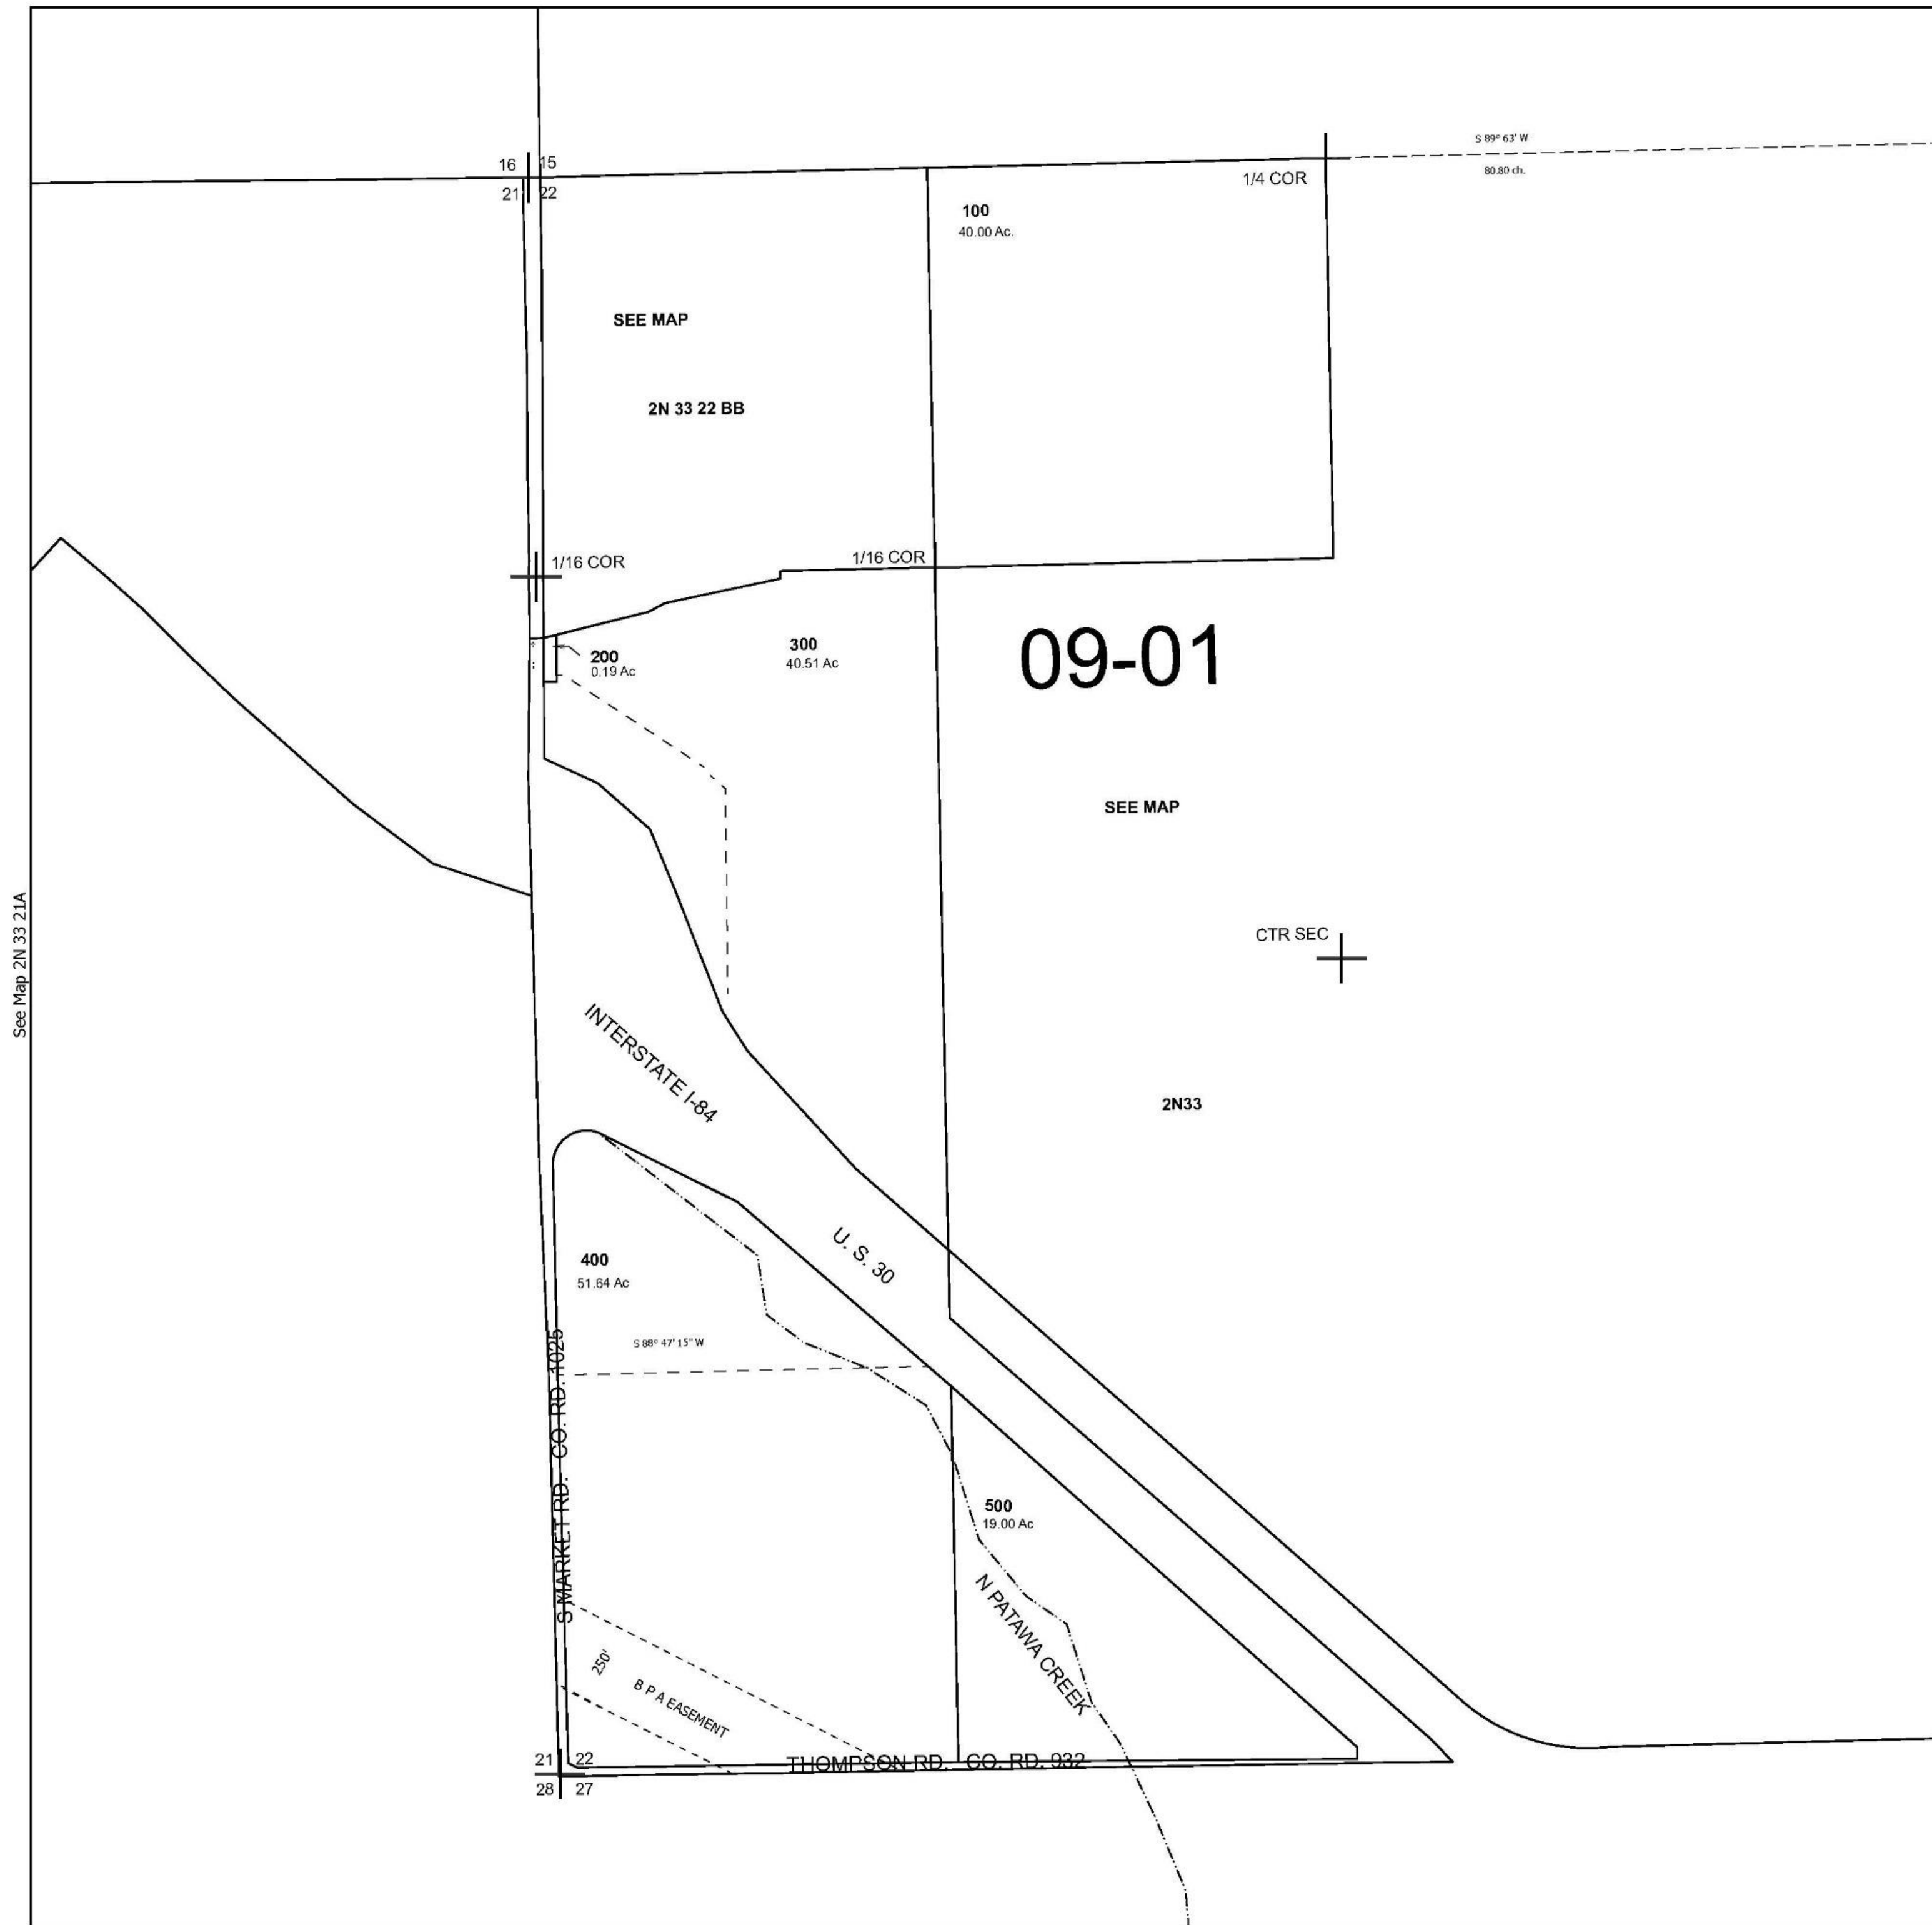 S 89° 63' W
80.80 ch.
16 15
21 22
1/4 COR
100
40.00 Ac.
SEE MAP
2N 33 22 BB
1/16 COR
1/16 COR
200
0.19 Ac
300
40.51 Ac
09-01
SEE MAP
See Map 2N 33 21A
CTR SEC
INTERSTATE I-84
2N33
U. S. 30
400
51.64 Ac
S 88° 47' 15" W
S MARKET RD. CO. RD. 1025
500
19.00 Ac
N PATAWA CREEK
250'
B P A EASEMENT
THOMPSON RD. CO. RD. 932
21 22
28 27